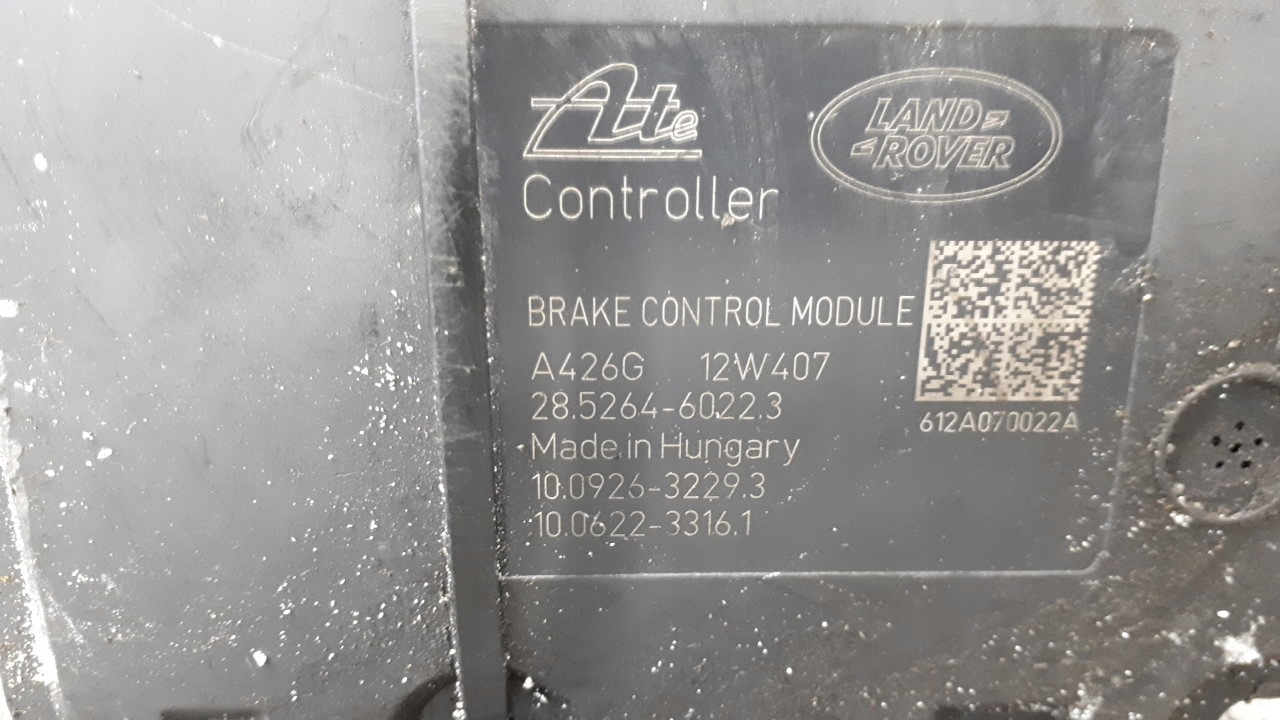 Ate
LAND
ROVER
Controller
BRAKE CONTROL MODULE
A426G 12W407
28.5264-6022.3
612A070022A
Made in Hungary
10.0926-3229.3
10.0622-3316.1